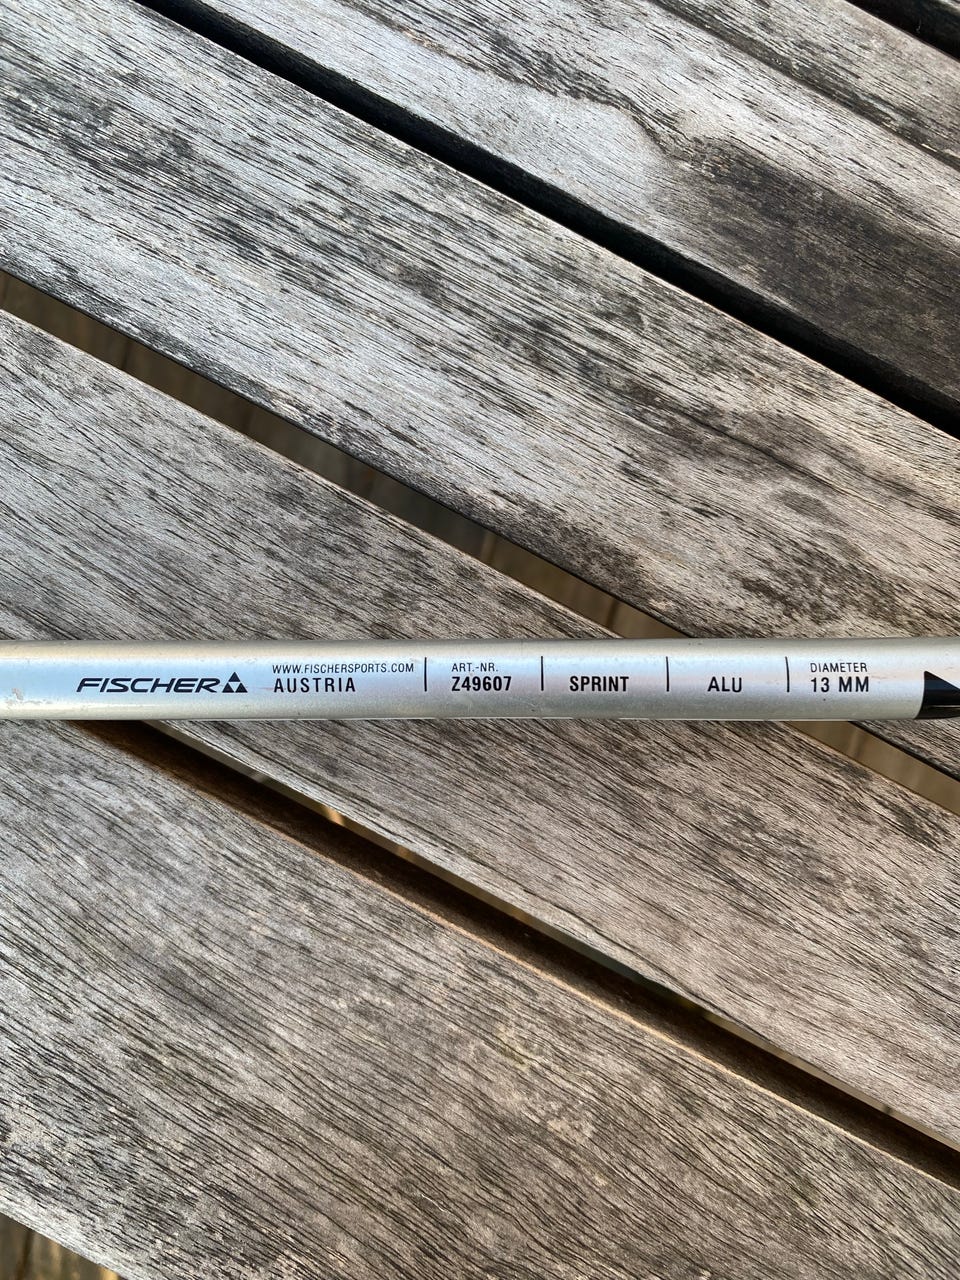 FISCHER
WWW.FISCHERSPORTS.COM
AUSTRIA
ART.-NR.
Z49607
SPRINT
ALU
DIAMETER
13 MM